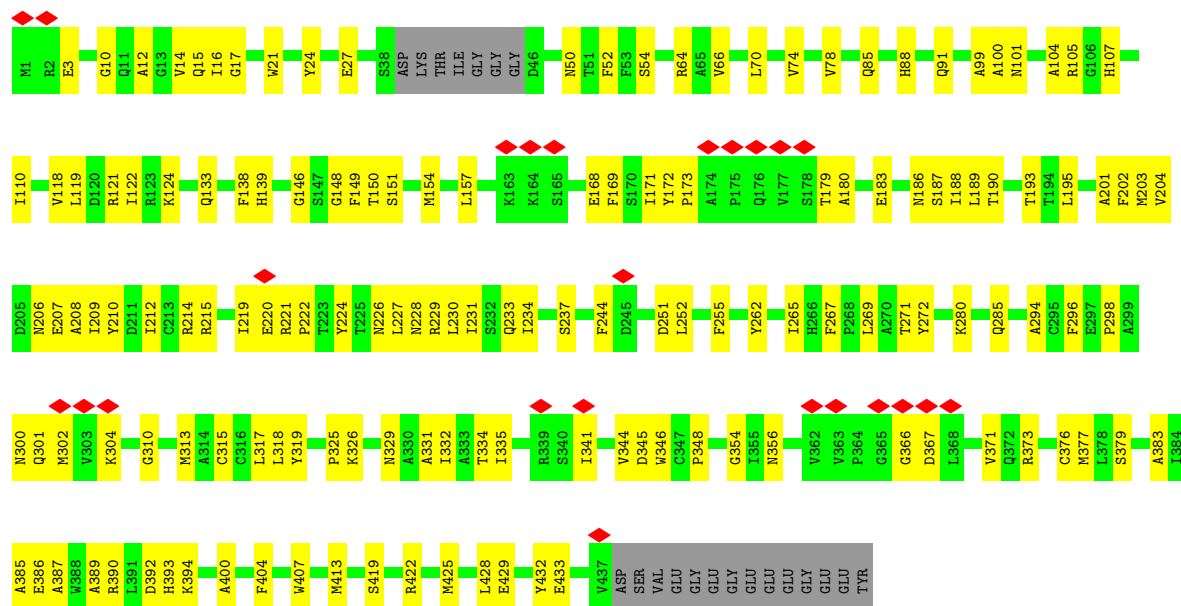 M1 R2 E3 G10 Q11 A12 G13 V14 Q15 I16 G17 W21 Y24 E27 S38 ASP LYS THR ILE GLY GLY GLY D46 N50 T51 F52 F53 S54 R64 A65 V66 L70 V74 V78 Q85 H88 Q91 A99 A100 N101 A104 R105 G106 H107
I110 V118 L119 D120 R121 I122 R123 K124 Q133 F138 H139 G146 S147 G148 F149 T150 S151 M154 L157 K163 K164 S165 E168 F169 S170 I171 Y172 P173 A174 P175 Q176 V177 S178 T179 A180 E183 N186 S187 I188 L189 T190 T193 T194 L195 A201 F202 M203 V204
D205 N206 E207 A208 I209 Y210 D211 I212 C213 R214 R215 I219 E220 R221 P222 T223 Y224 T225 N226 L227 N228 R229 L230 I231 S232 Q233 I234 S237 F244 D245 D251 L252 F255 Y262 I265 H266 F267 P268 L269 A270 T271 Y272 K280 Q285 A294 C295 F296 E297 P298 A299
N300 Q301 M302 V303 K304 G310 M313 A314 C315 C316 L317 L318 Y319 P325 K326 N329 A330 A331 I332 A333 T334 I335 R339 S340 I341 V344 D345 W346 C347 P348 G354 I355 N356 V362 V363 P364 G365 G366 D367 L368 V371 Q372 R373 C376 M377 L378 S379 A383 I384
A385 E386 A387 W388 A389 R390 L391 D392 H393 K394 A400 F404 W407 M413 S419 R422 M425 L428 E429 Y432 E433 V437 ASP SER VAL GLU GLY GLU GLY GLU GLU GLU GLY GLU GLU TYR